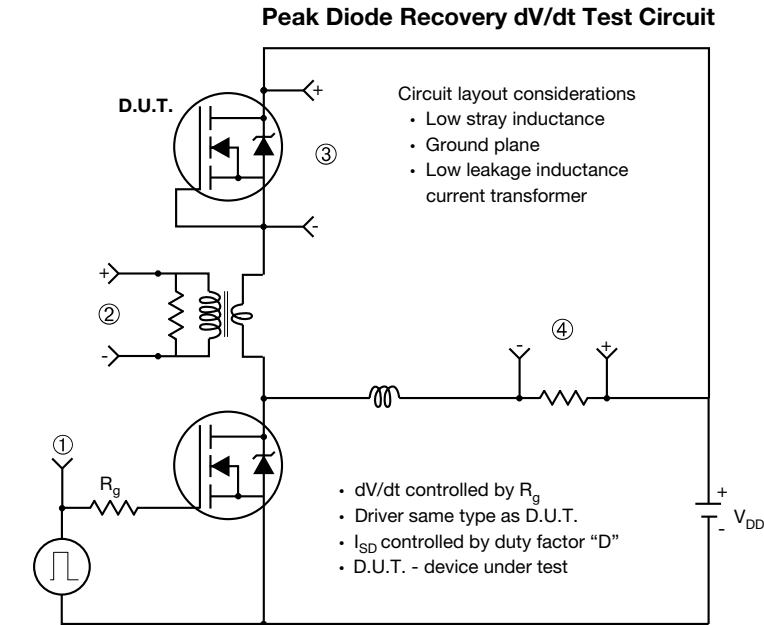 Peak Diode Recovery dV/dt Test Circuit
D.U.T.
+
Circuit layout considerations
• Low stray inductance
• Ground plane
• Low leakage inductance
current transformer
③
-
+
②
-
④
-
+
①
Rg
• dV/dt controlled by Rg
• Driver same type as D.U.T.
• ISD controlled by duty factor “D”
• D.U.T. - device under test
+
VDD
-